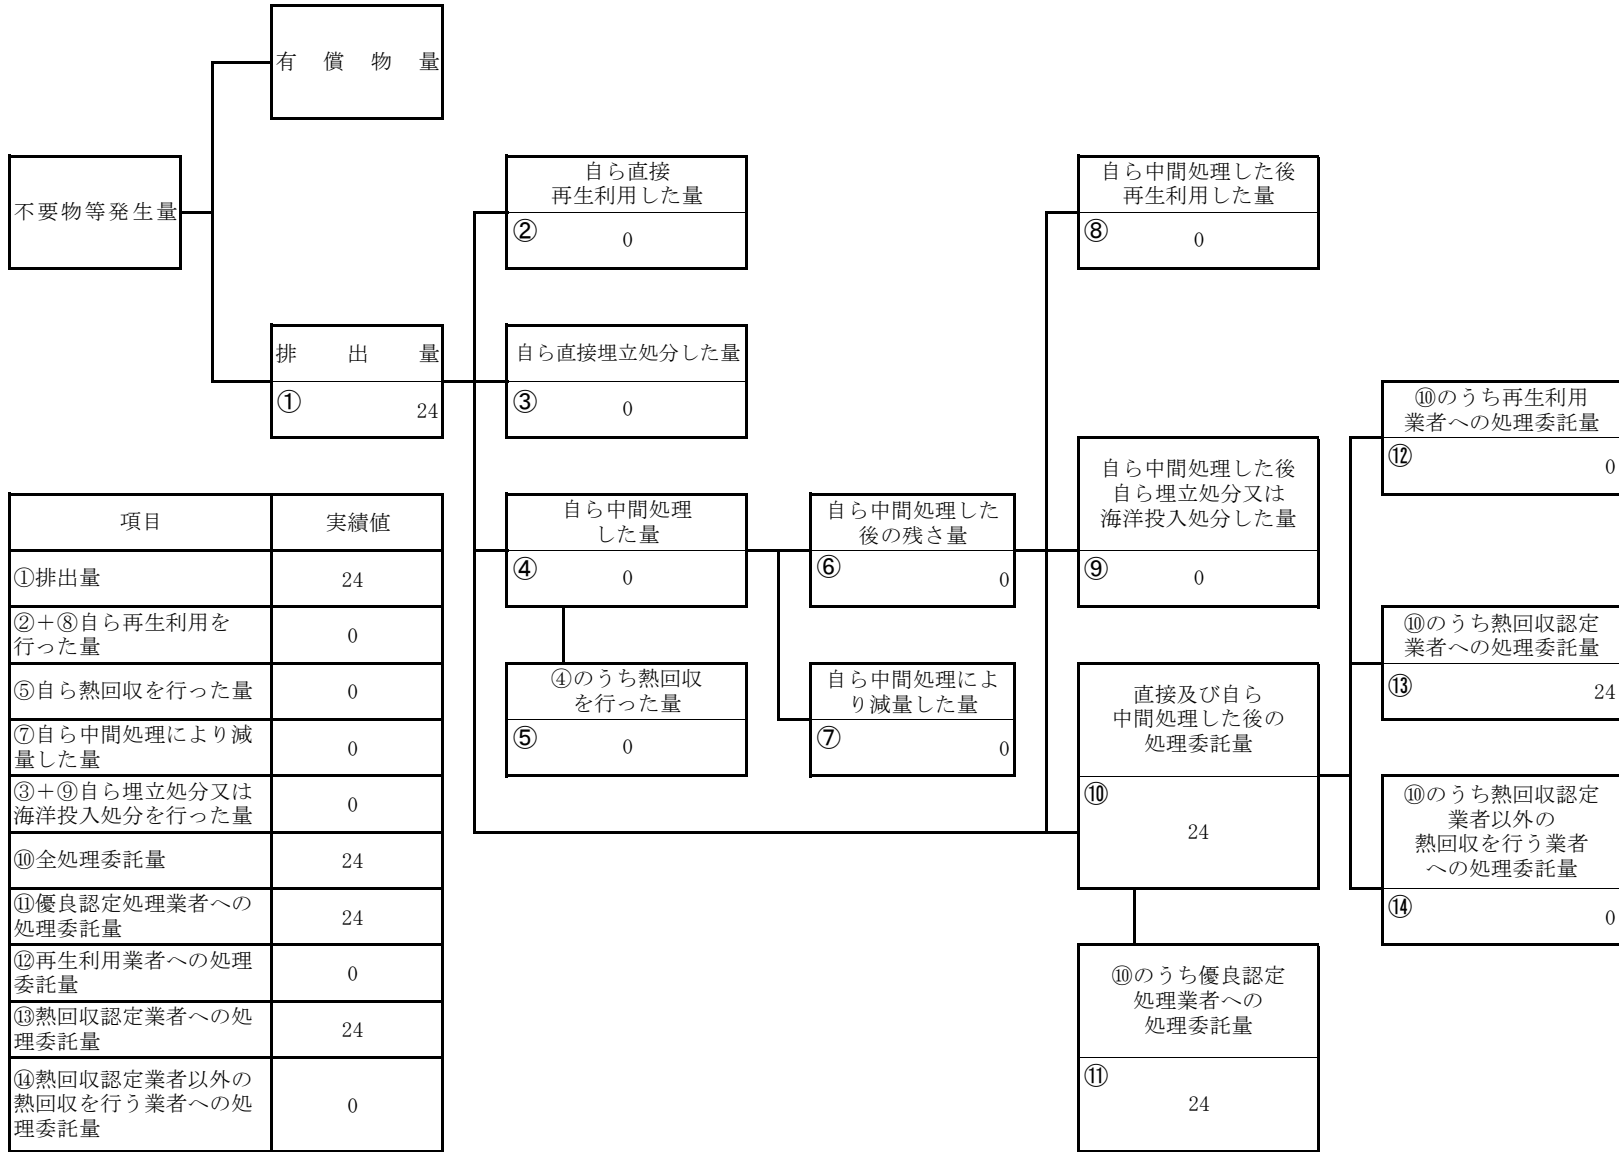 有償物量
不要物等発生量
排出量
① 24
自ら直接
再生利用した量
② 0
自ら直接埋立処分した量
③ 0
自ら中間処理
した量
④ 0
④のうち熱回収
を行った量
⑤ 0
自ら中間処理した
後の残さ量
⑥ 0
自ら中間処理によ
り減量した量
⑦ 0
自ら中間処理した後
再生利用した量
⑧ 0
自ら中間処理した後
自ら埋立処分又は
海洋投入処分した量
⑨ 0
直接及び自ら
中間処理した後の
処理委託量
⑩
24
⑩のうち優良認定
処理業者への
処理委託量
⑪
24
⑩のうち再生利用
業者への処理委託量
⑫ 0
⑩のうち熱回収認定
業者への処理委託量
⑬ 24
⑩のうち熱回収認定
業者以外の
熱回収を行う業者
への処理委託量
⑭ 0
項目 実績値
①排出量 24
②+⑧自ら再生利用を
行った量 0
⑤自ら熱回収を行った量 0
⑦自ら中間処理により減
量した量 0
③+⑨自ら埋立処分又は
海洋投入処分を行った量 0
⑩全処理委託量 24
⑪優良認定処理業者への
処理委託量 24
⑫再生利用業者への処理
委託量 0
⑬熱回収認定業者への処
理委託量 24
⑭熱回収認定業者以外の
熱回収を行う業者への処
理委託量 0